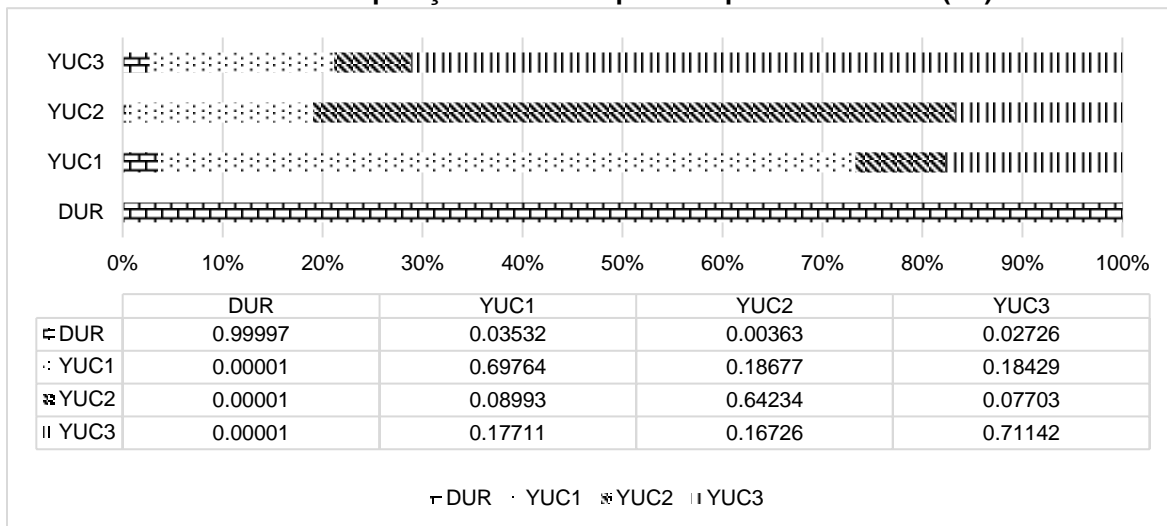 YUC3
YUC2
YUC1
DUR
0% 10% 20% 30% 40% 50% 60% 70% 80% 90% 100%
DUR YUC1 YUC2 YUC3
DUR 0.99997 0.03532 0.00363 0.02726
YUC1 0.00001 0.69764 0.18677 0.18429
YUC2 0.00001 0.08993 0.64234 0.07703
YUC3 0.00001 0.17711 0.16726 0.71142
DUR YUC1 YUC2 YUC3